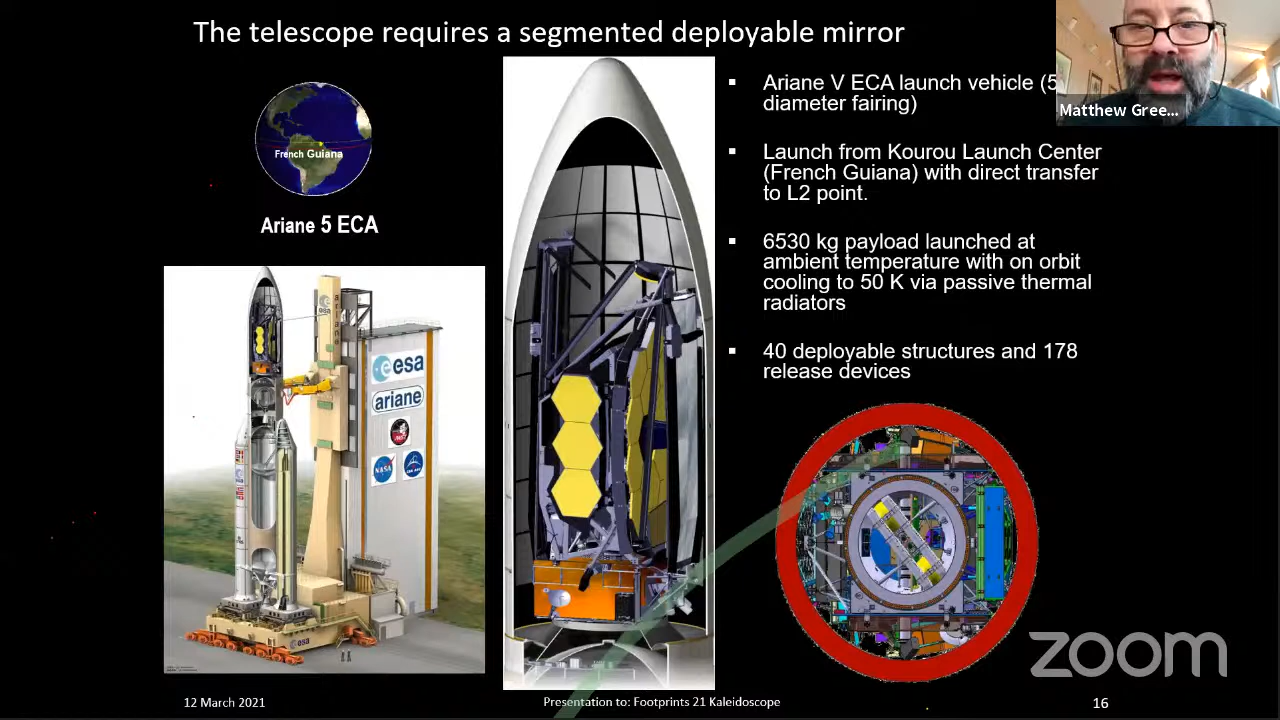 The telescope requires a segmented deployable mirror
French Guiana
Ariane 5 ECA
esa
ariane
NASA
esa
▪ Ariane V ECA launch vehicle (5
diameter fairing)
▪ Launch from Kourou Launch Center
(French Guiana) with direct transfer
to L2 point.
▪ 6530 kg payload launched at
ambient temperature with on orbit
cooling to 50 K via passive thermal
radiators
▪ 40 deployable structures and 178
release devices
Matthew Gree...
zoom
12 March 2021
Presentation to: Footprints 21 Kaleidoscope
16